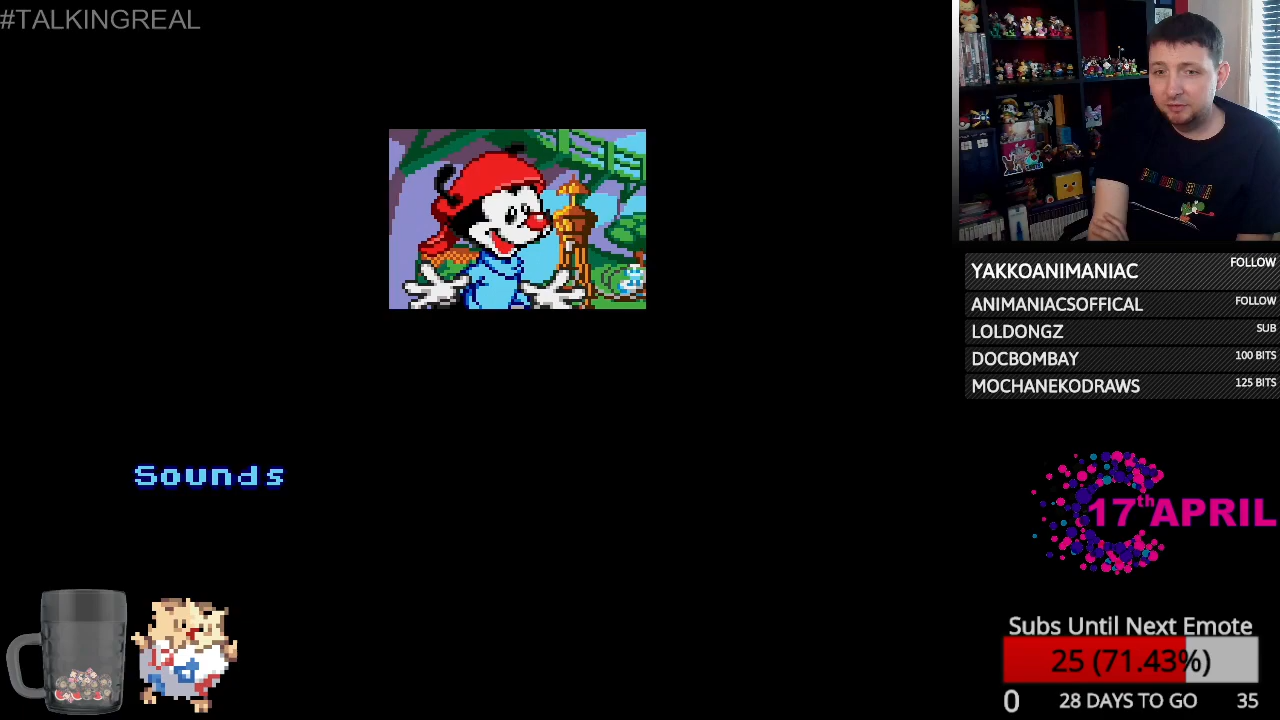 #TALKINGREAL
YAKKOANIMANIAC FOLLOW
ANIMANIACSOFFICAL FOLLOW
LOLDONGZ SUB
DOCBOMBAY 100 BITS
MOCHANEKODRAWS 125 BITS
Sounds
17th APRIL
Subs Until Next Emote
25 (71.43%)
0 28 DAYS TO GO 35